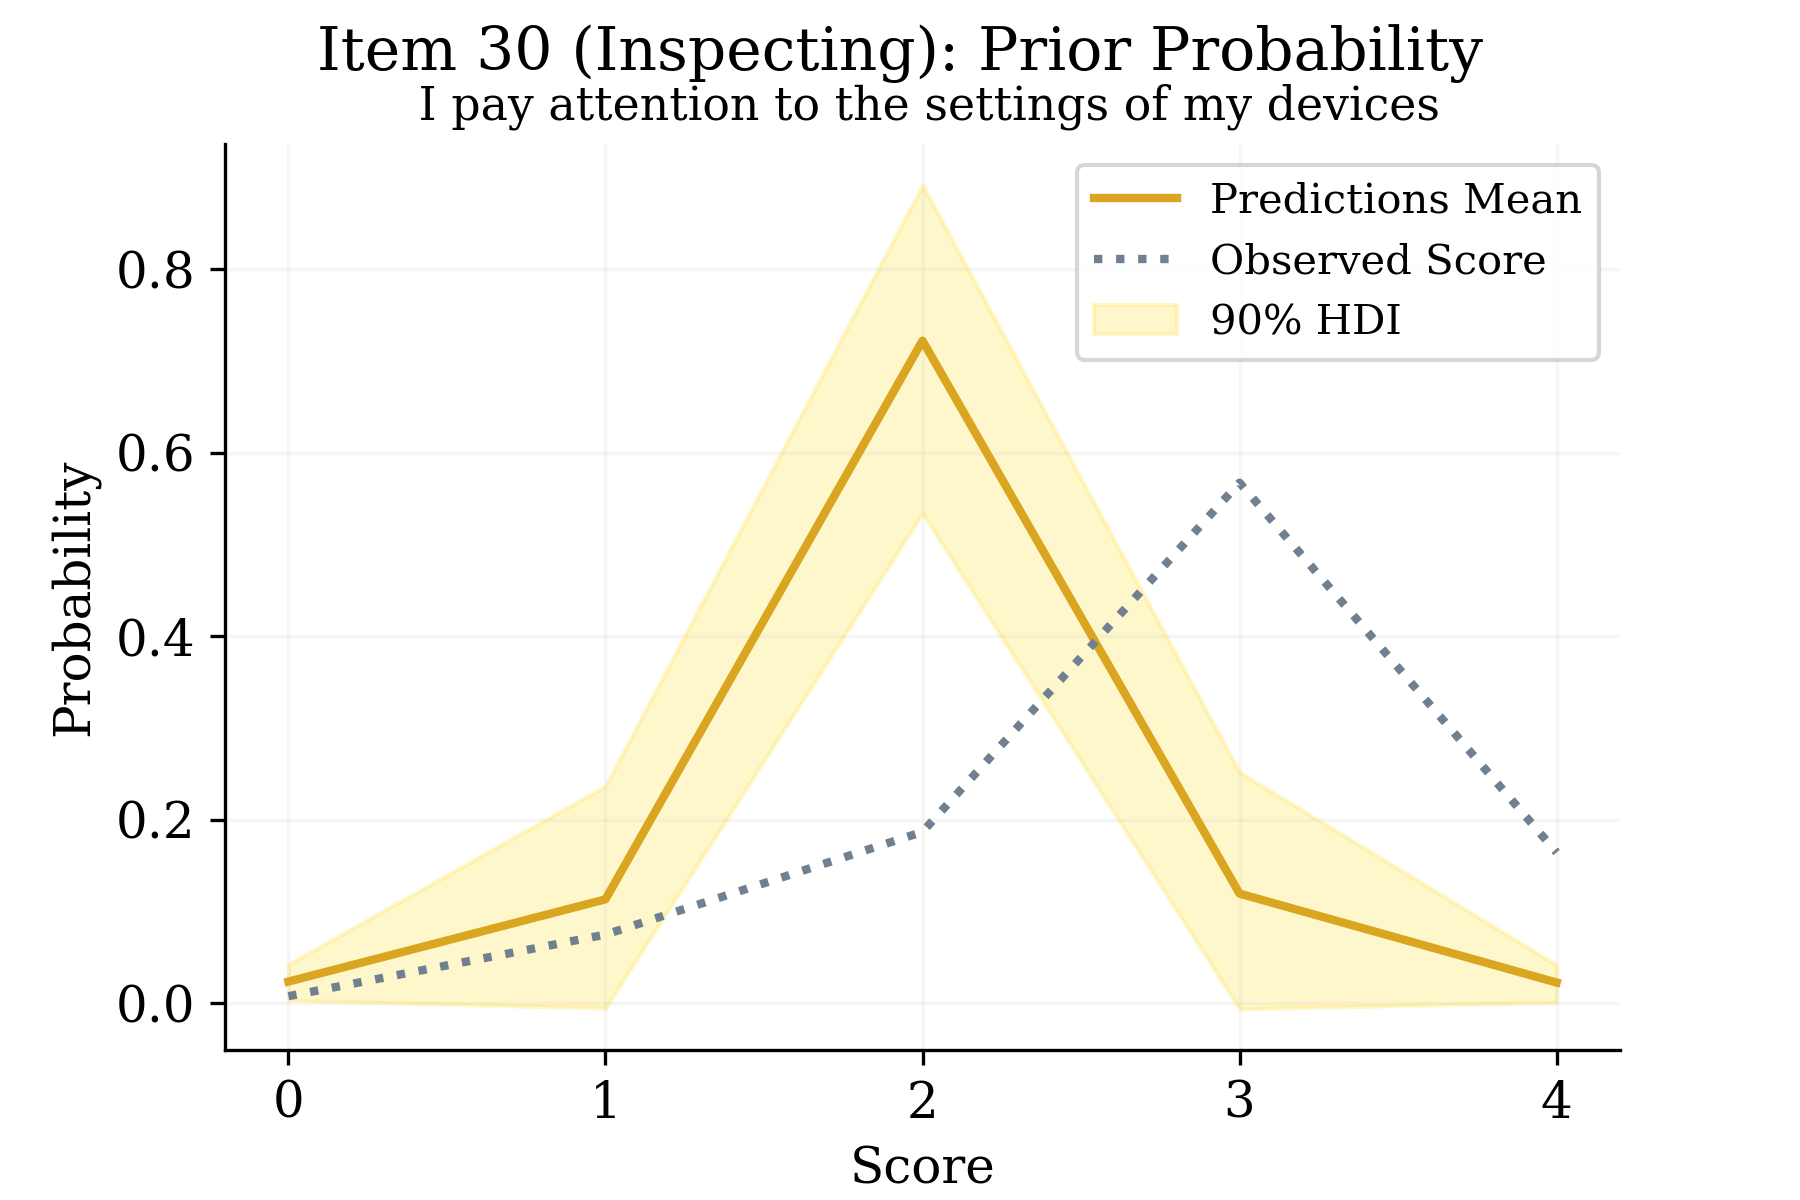 Item 30 (Inspecting): Prior Probability
I pay attention to the settings of my devices
Predictions Mean
Observed Score
90% HDI
0.8
0.6
0.4
0.2
0.0
Probability
0 1 2 3 4
Score